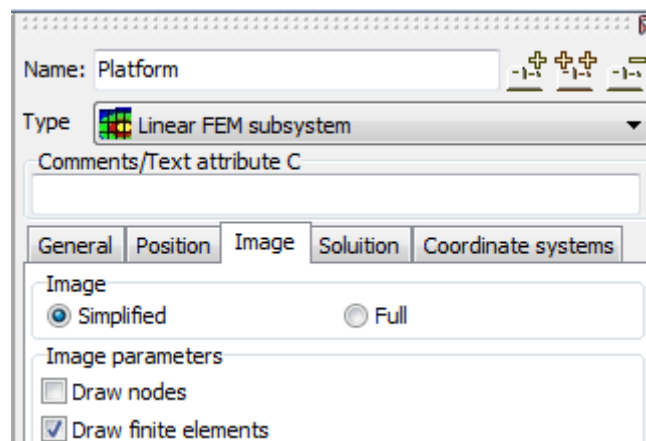 Name: Platform
Type Linear FEM subsystem
Comments/Text attribute C
General Position Image Soluition Coordinate systems
Image
Simplified Full
Image parameters
Draw nodes
Draw finite elements